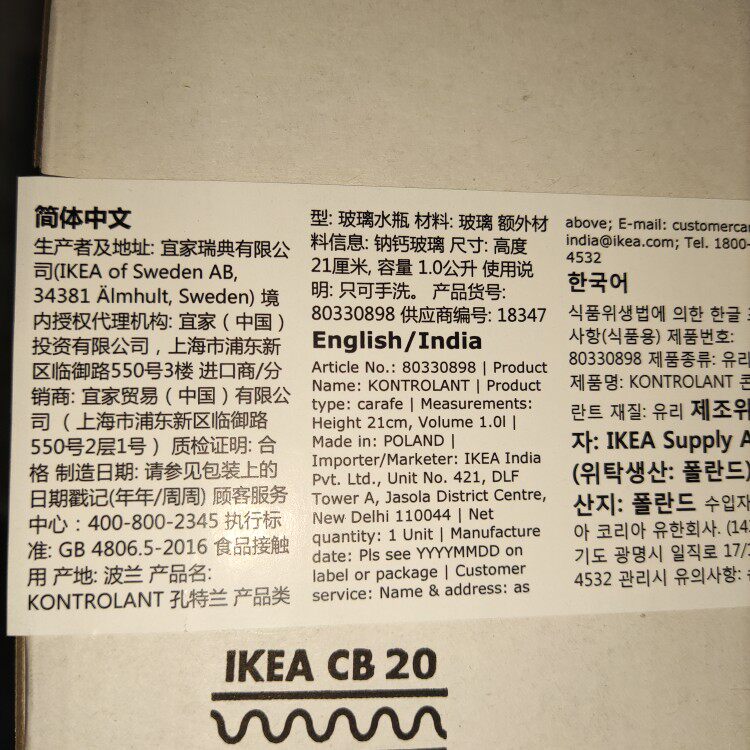 简体中文
生产者及地址: 宜家瑞典有限公
司(IKEA of Sweden AB,
34381 Älmhult, Sweden) 境
内授权代理机构: 宜家（中国）
投资有限公司，上海市浦东新
区临御路550号3楼 进口商/分
销商: 宜家贸易（中国）有限公
司（上海市浦东新区临御路
550号2层1号）质检证明: 合
格 制造日期: 请参见包装上的
日期戳记(年年/周周) 顾客服务
中心：400-800-2345 执行标
准: GB 4806.5-2016 食品接触
用 产地: 波兰 产品名:
KONTROLANT 孔特兰 产品类
型: 玻璃水瓶 材料: 玻璃 额外材
料信息: 钠钙玻璃 尺寸: 高度
21厘米, 容量 1.0公升 使用说
明: 只可手洗。 产品货号:
80330898 供应商编号: 18347
English/India
Article No.: 80330898 | Product
Name: KONTROLANT | Product
type: carafe | Measurements:
Height 21cm, Volume 1.0l |
Made in: POLAND |
Importer/Marketer: IKEA India
Pvt. Ltd., Unit No. 421, DLF
Tower A, Jasola District Centre,
New Delhi 110044 | Net
quantity: 1 Unit | Manufacture
date: Pls see YYYYMMDD on
label or package | Customer
service: Name & address: as
above; E-mail: customercar
india@ikea.com; Tel. 1800-
4532
한국어
식품위생법에 의한 한글
사항(식품용) 제품번호:
80330898 제품종류: 유리
제품명: KONTROLANT 콘
란트 재질: 유리 제조위
자: IKEA Supply A
(위탁생산: 폴란드)
산지: 폴란드 수입자
아 코리아 유한회사. (143
기도 광명시 일직로 17/
4532 관리시 유의사항:
IKEA CB 20